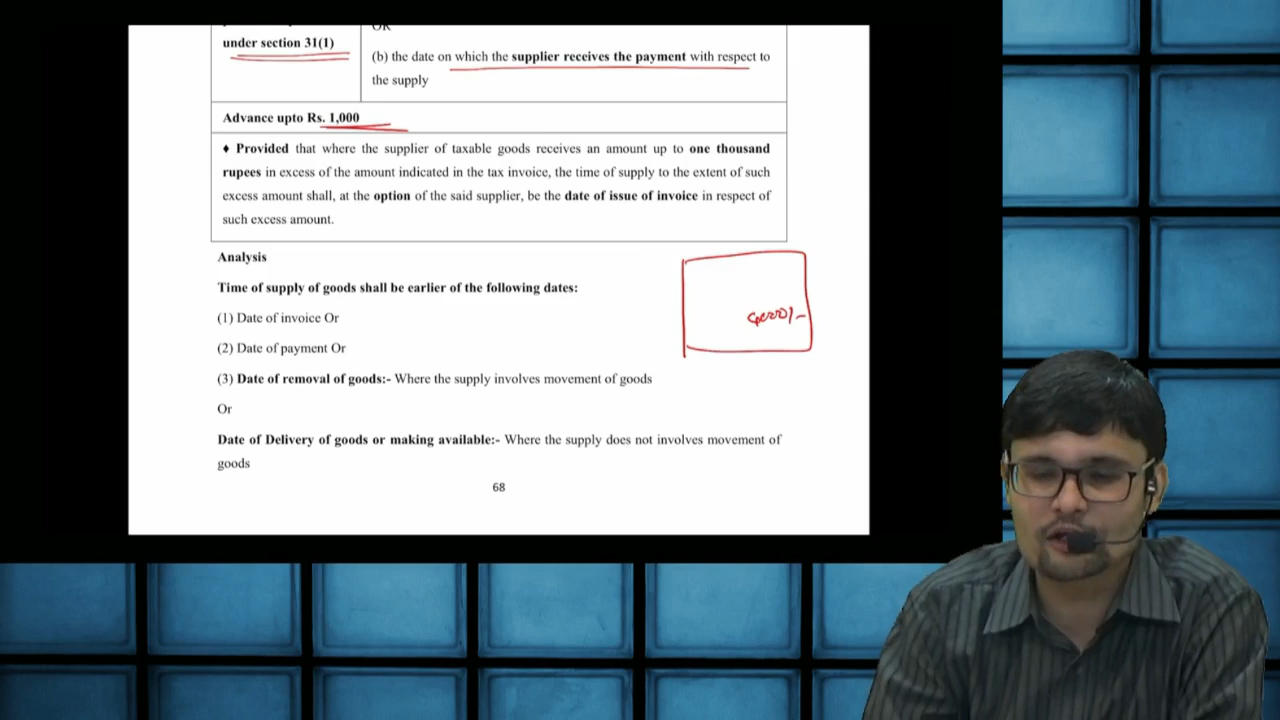 under section 31(1)
OR
(b) the date on which the supplier receives the payment with respect to
the supply
Advance upto Rs. 1,000
♦ Provided that where the supplier of taxable goods receives an amount up to one thousand
rupees in excess of the amount indicated in the tax invoice, the time of supply to the extent of such
excess amount shall, at the option of the said supplier, be the date of issue of invoice in respect of
such excess amount.
Analysis
Time of supply of goods shall be earlier of the following dates:
(1) Date of invoice Or
(2) Date of payment Or
(3) Date of removal of goods:- Where the supply involves movement of goods
Or
Date of Delivery of goods or making available:- Where the supply does not involves movement of
goods
68